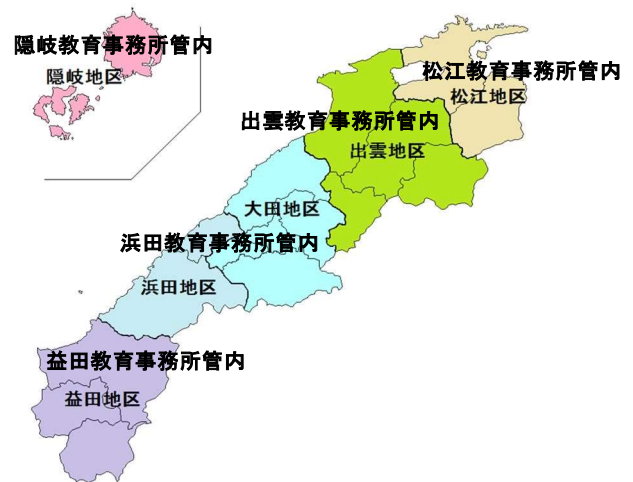 隠岐教育事務所管内
隠岐地区
松江教育事務所管内
松江地区
出雲教育事務所管内
出雲地区
大田地区
浜田教育事務所管内
浜田地区
益田教育事務所管内
益田地区